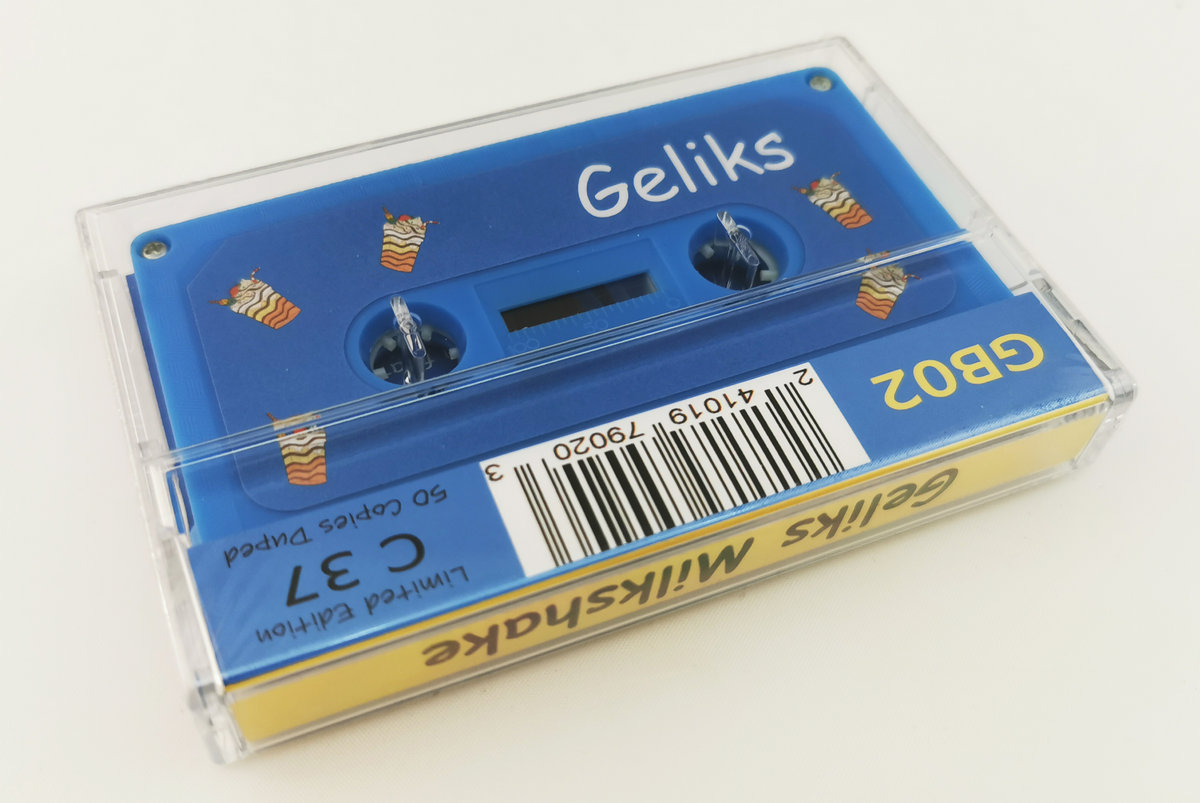 Geliks
GB02
2 41019 79020 3
Limited Edition
C 37
50 Copies Duped
Geliks Milkshake